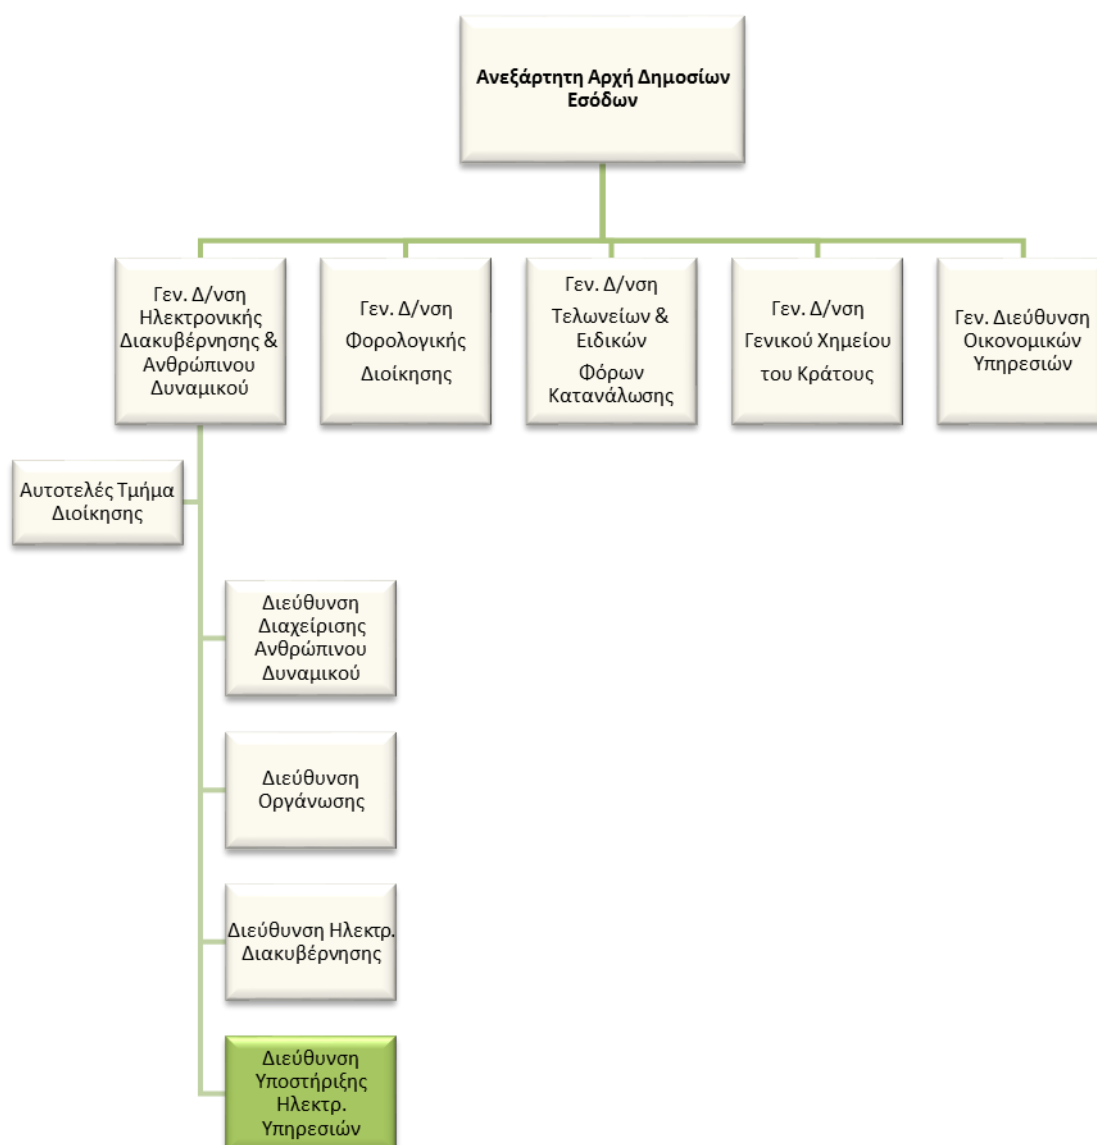 Ανεξάρτητη Αρχή Δημοσίων
Εσόδων
Γεν. Δ/νση
Ηλεκτρονικής
Διακυβέρνησης &
Ανθρώπινου
Δυναμικού
Γεν. Δ/νση
Φορολογικής
Διοίκησης
Γεν. Δ/νση
Τελωνείων &
Ειδικών
Φόρων
Κατανάλωσης
Γεν. Δ/νση
Γενικού Χημείου
του Κράτους
Γεν. Διεύθυνση
Οικονομικών
Υπηρεσιών
Αυτοτελές Τμήμα
Διοίκησης
Διεύθυνση
Διαχείρισης
Ανθρώπινου
Δυναμικού
Διεύθυνση
Οργάνωσης
Διεύθυνση Ηλεκτρ.
Διακυβέρνησης
Διεύθυνση
Υποστήριξης
Ηλεκτρ.
Υπηρεσιών